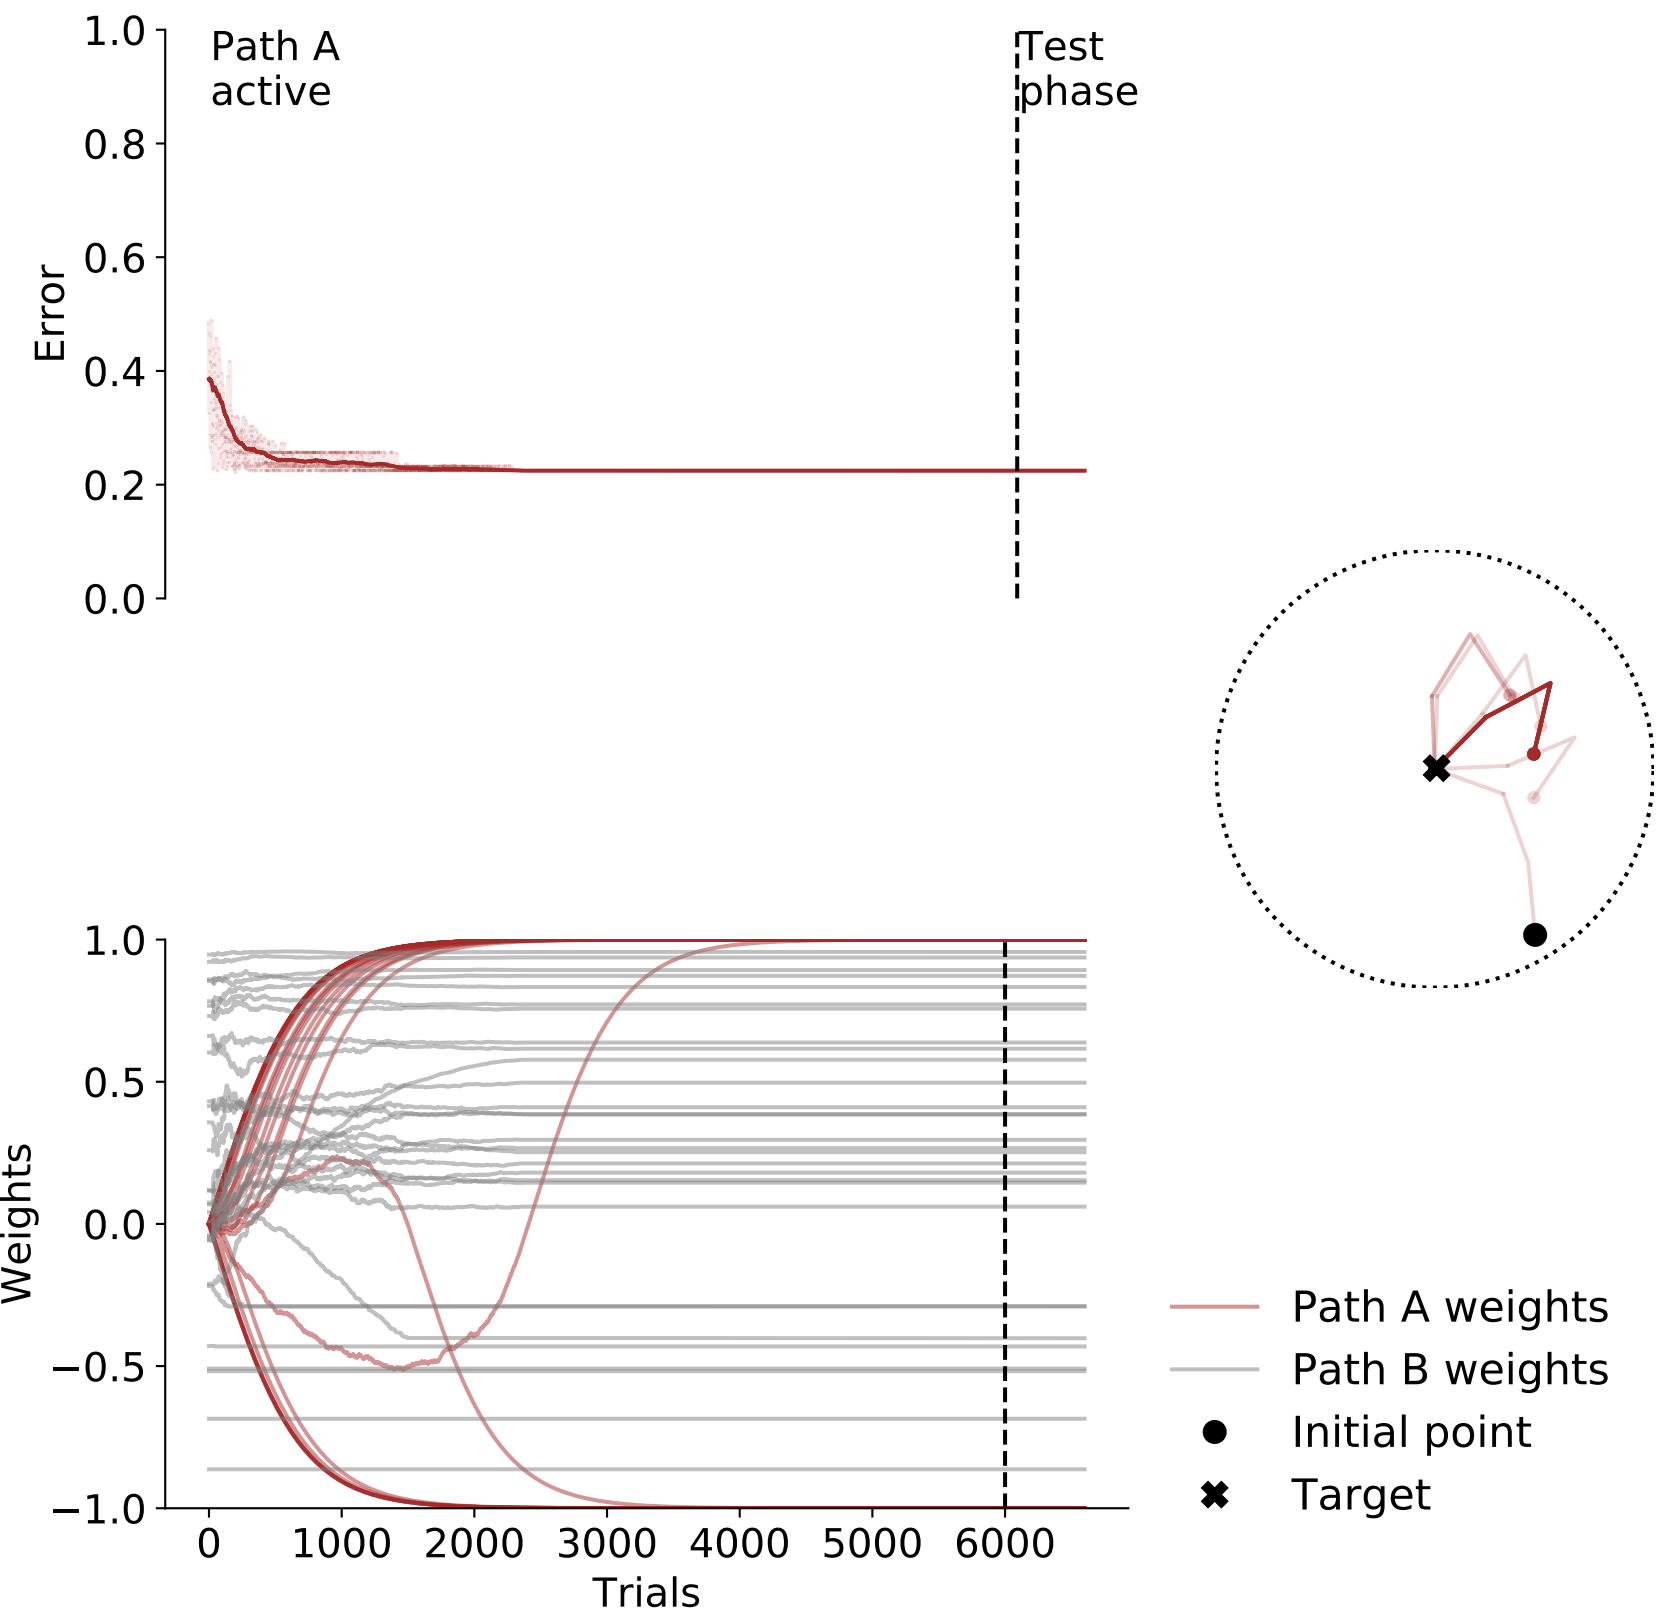 1.0
0.8
0.6
0.4
0.2
0.0
Error
Path A
active
Test
phase
1.0
0.5
0.0
−0.5
−1.0
Weights
0 1000 2000 3000 4000 5000 6000
Trials
Path A weights
Path B weights
Initial point
Target